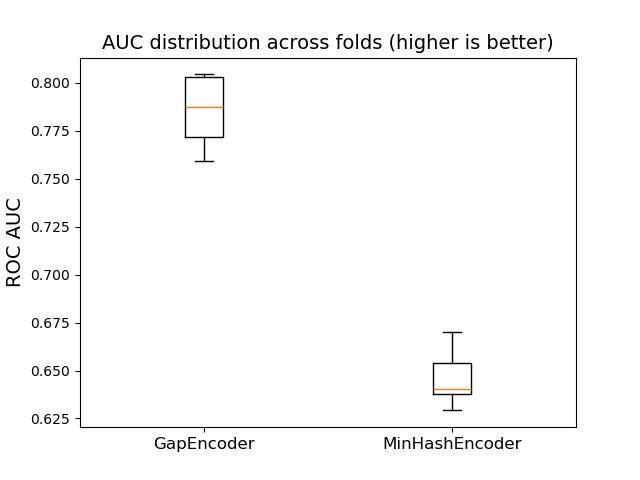 AUC distribution across folds (higher is better)
ROC AUC
0.800
0.775
0.750
0.725
0.700
0.675
0.650
0.625
GapEncoder
MinHashEncoder